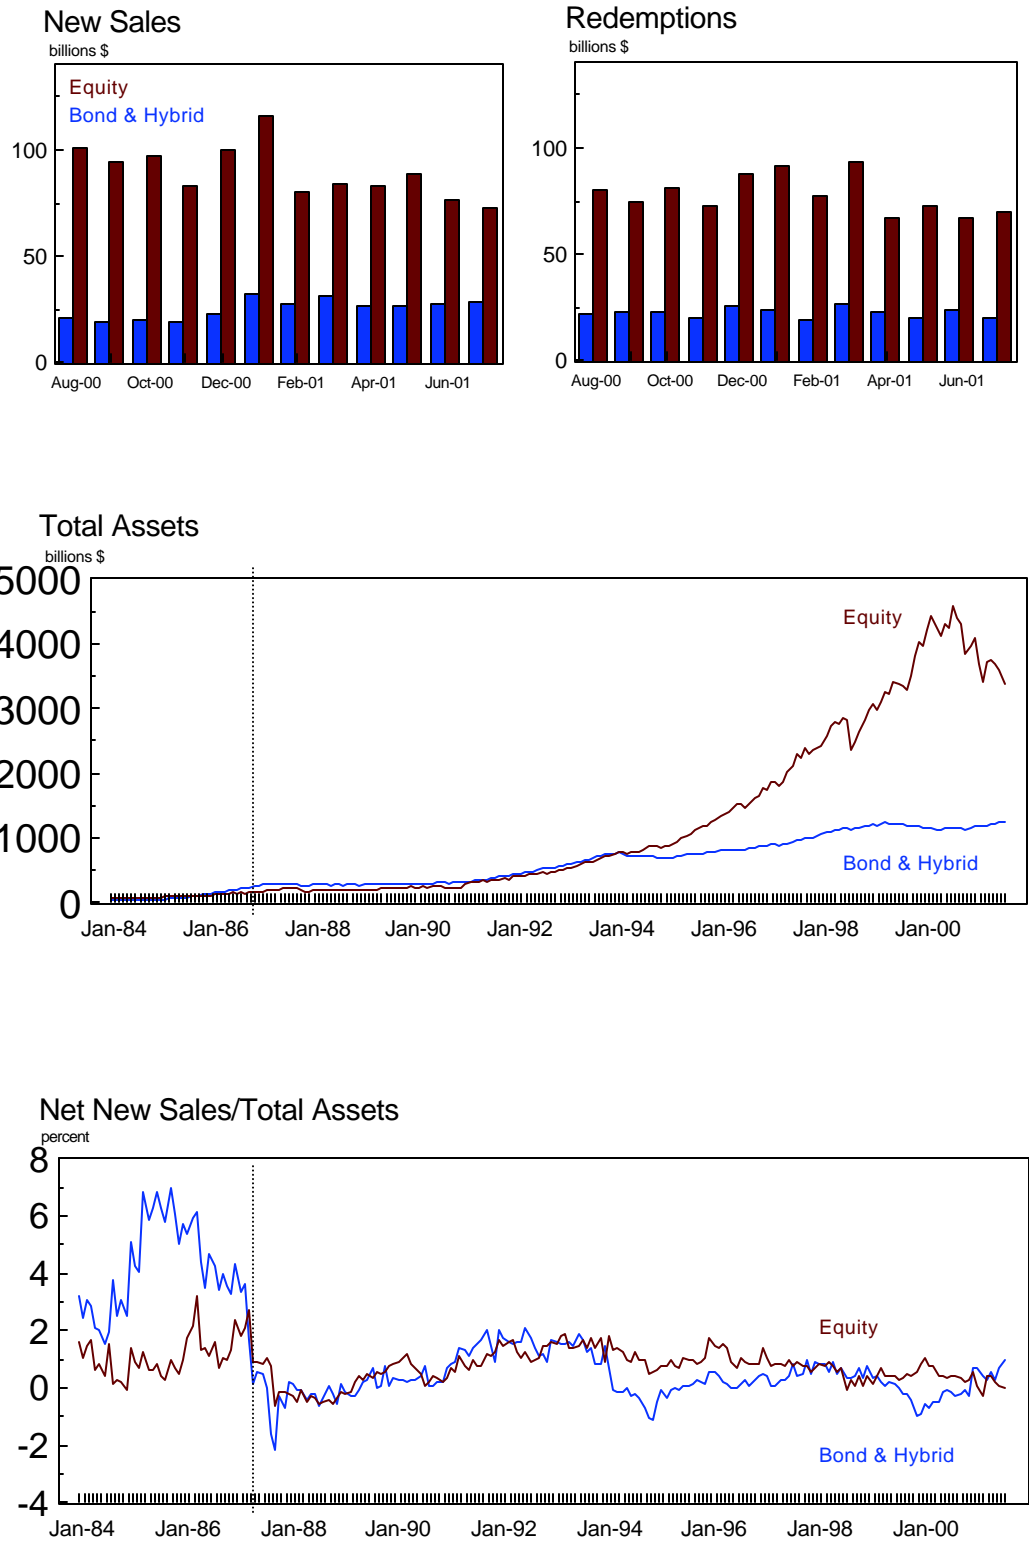 New Sales
billions $
Equity
Bond & Hybrid
100
50
0
Aug-00 Oct-00 Dec-00 Feb-01 Apr-01 Jun-01
Redemptions
billions $
100
50
0
Aug-00 Oct-00 Dec-00 Feb-01 Apr-01 Jun-01
Total Assets
billions $
5000
4000
3000
2000
1000
0
Equity
Bond & Hybrid
Jan-84 Jan-86 Jan-88 Jan-90 Jan-92 Jan-94 Jan-96 Jan-98 Jan-00
Net New Sales/Total Assets
percent
8
6
4
2
0
-2
-4
Equity
Bond & Hybrid
Jan-84 Jan-86 Jan-88 Jan-90 Jan-92 Jan-94 Jan-96 Jan-98 Jan-00